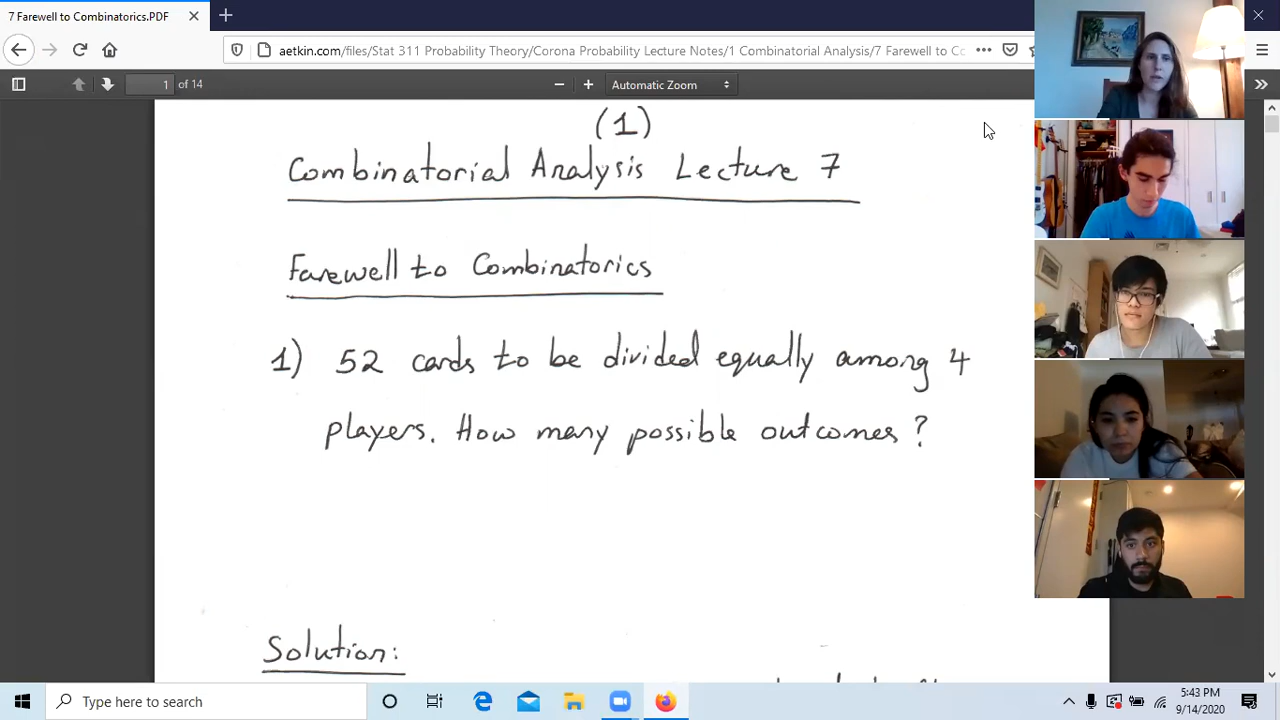 7 Farewell to Combinatorics.PDF
aetkin.com/files/Stat 311 Probability Theory/Corona Probability Lecture Notes/1 Combinatorial Analysis/7 Farewell to Co
1 of 14
Automatic Zoom
(1)
Combinatorial Analysis Lecture 7
Farewell to Combinatorics
1) 52 cards to be divided equally among 4
players. How many possible outcomes?
Solution:
Type here to search
5:43 PM
9/14/2020